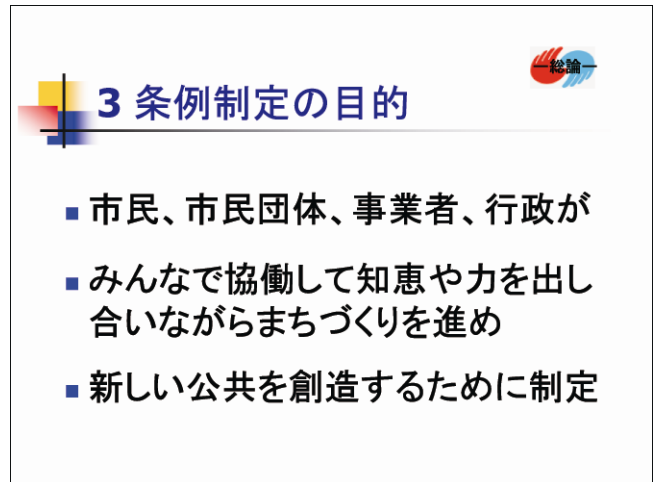 ー総論ー
3 条例制定の目的
市民、市民団体、事業者、行政が
みんなで協働して知恵や力を出し
合いながらまちづくりを進め
新しい公共を創造するために制定